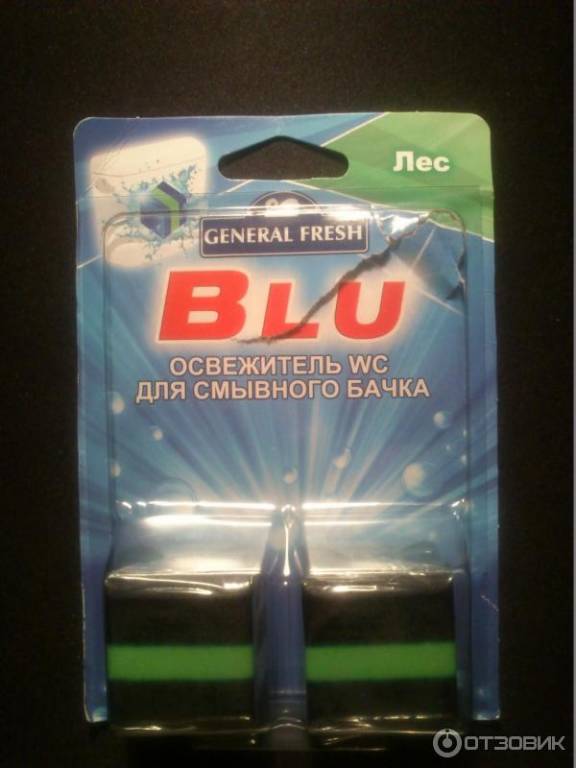 Лес
GENERAL FRESH
BLU
ОСВЕЖИТЕЛЬ WC
ДЛЯ СМЫВНОГО БАЧКА
ОТЗОВИК